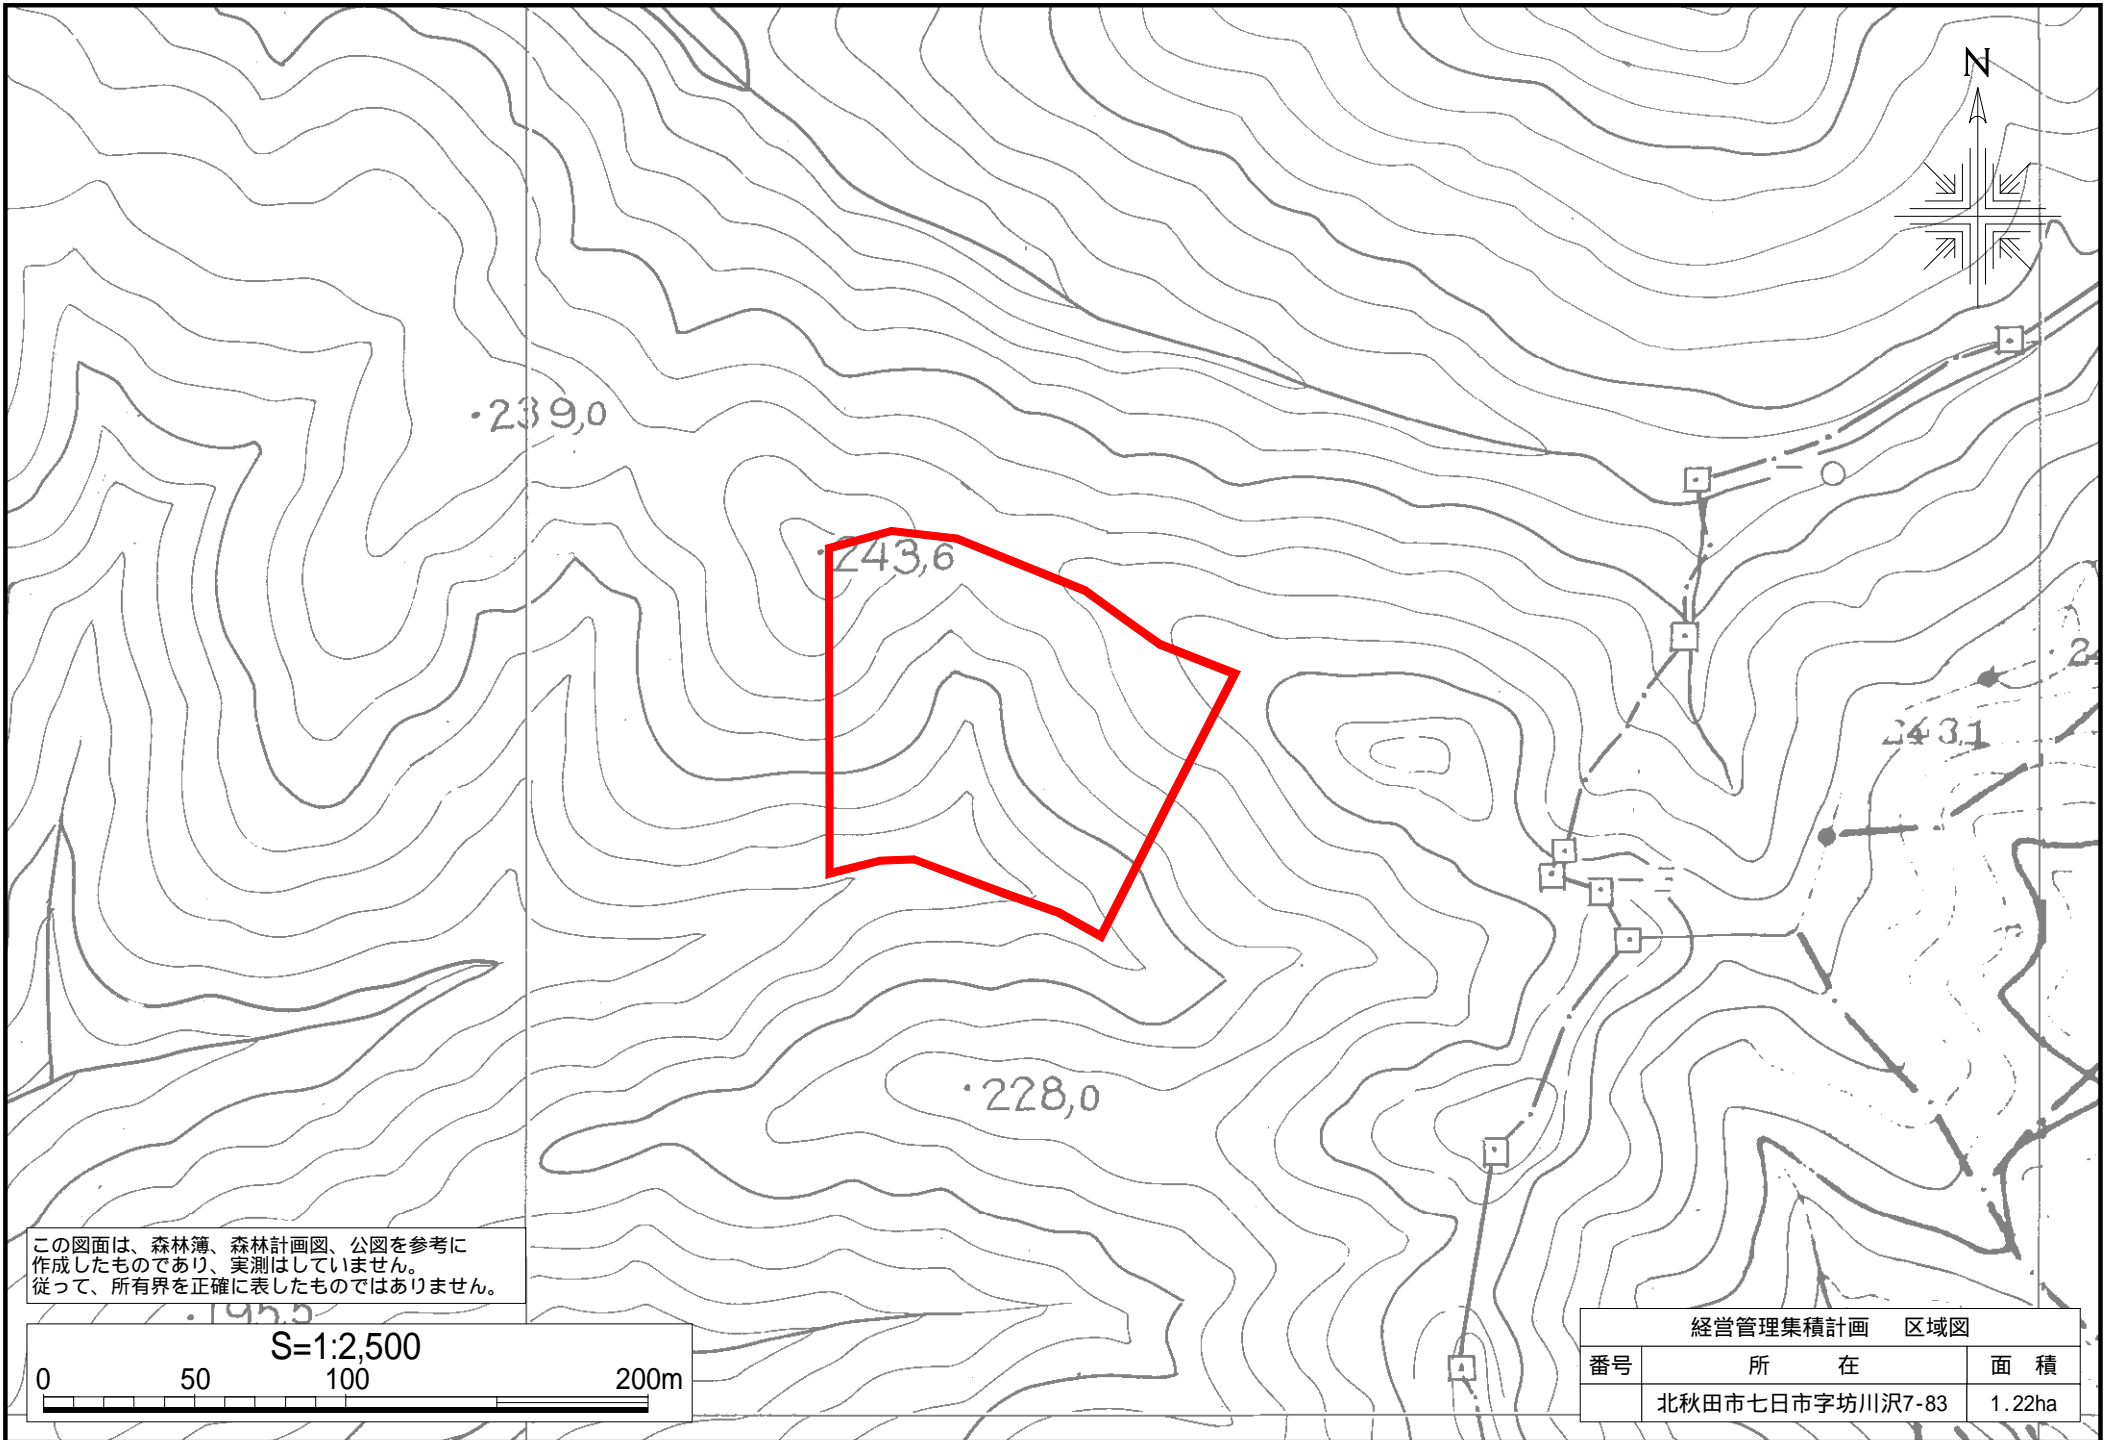 N
239,0
243,6
243,1
228,0
この図面は、森林簿、森林計画図、公図を参考に
作成したものであり、実測はしていません。
従って、所有界を正確に表したものではありません。
195,5
S=1:2,500
0 50 100 200m
経営管理集積計画 区域図
番号 所 在 面 積
北秋田市七日市字坊川沢7-83 1.22ha